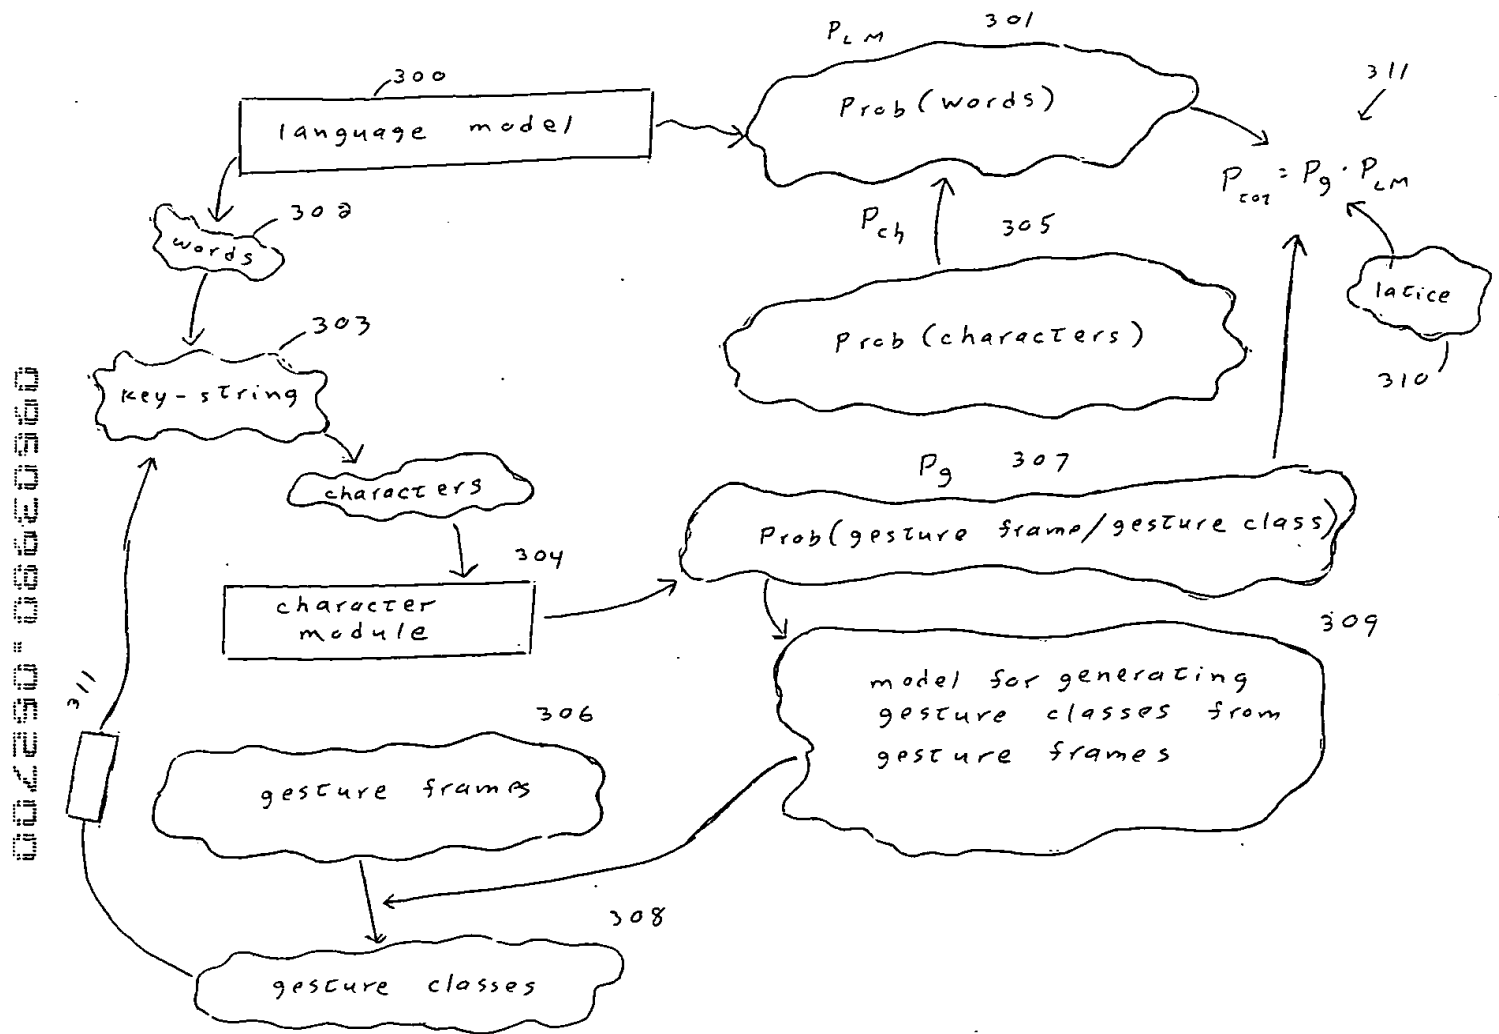 P_LM 301
311
300
language model
Prob(words)
P_tot = P_g · P_LM
302
words
P_ch 305
latice
303
Prob(characters)
310
key-string
characters
P_g 307
Prob(gesture frame/gesture class)
304
character
module
309
model for generating
gesture classes from
gesture frames
311
306
gesture frames
308
gesture classes